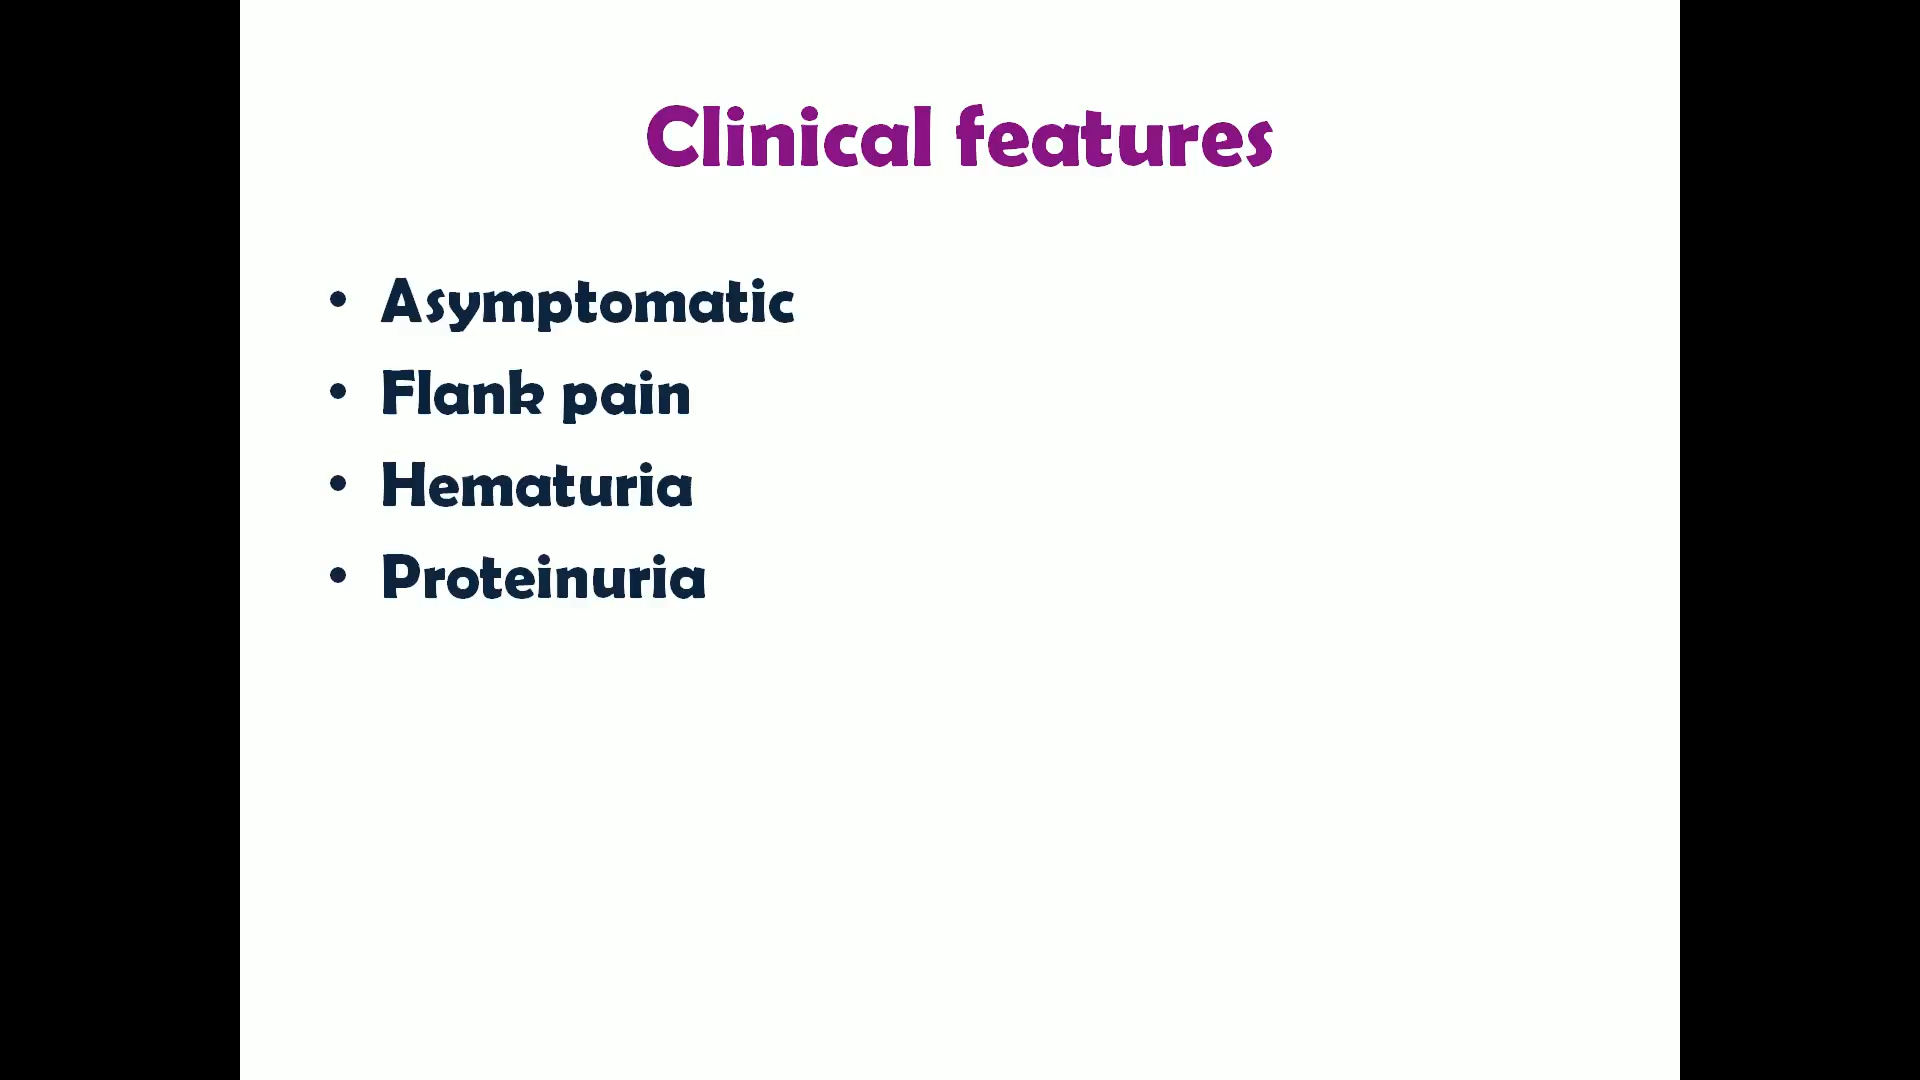 Clinical features
• Asymptomatic
• Flank pain
• Hematuria
• Proteinuria